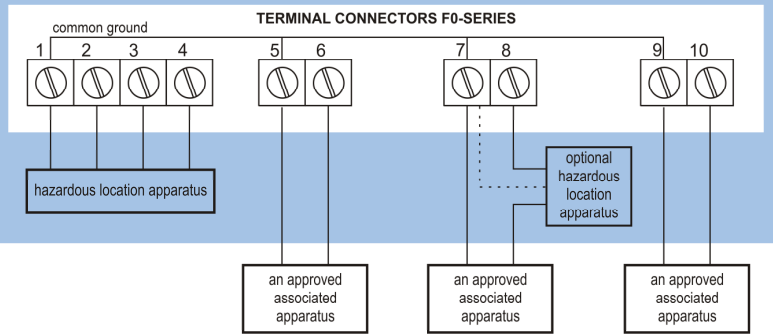 TERMINAL CONNECTORS F0-SERIES
common ground
1 2 3 4 5 6 7 8 9 10
hazardous location apparatus
optional
hazardous
location
apparatus
an approved
associated
apparatus
an approved
associated
apparatus
an approved
associated
apparatus